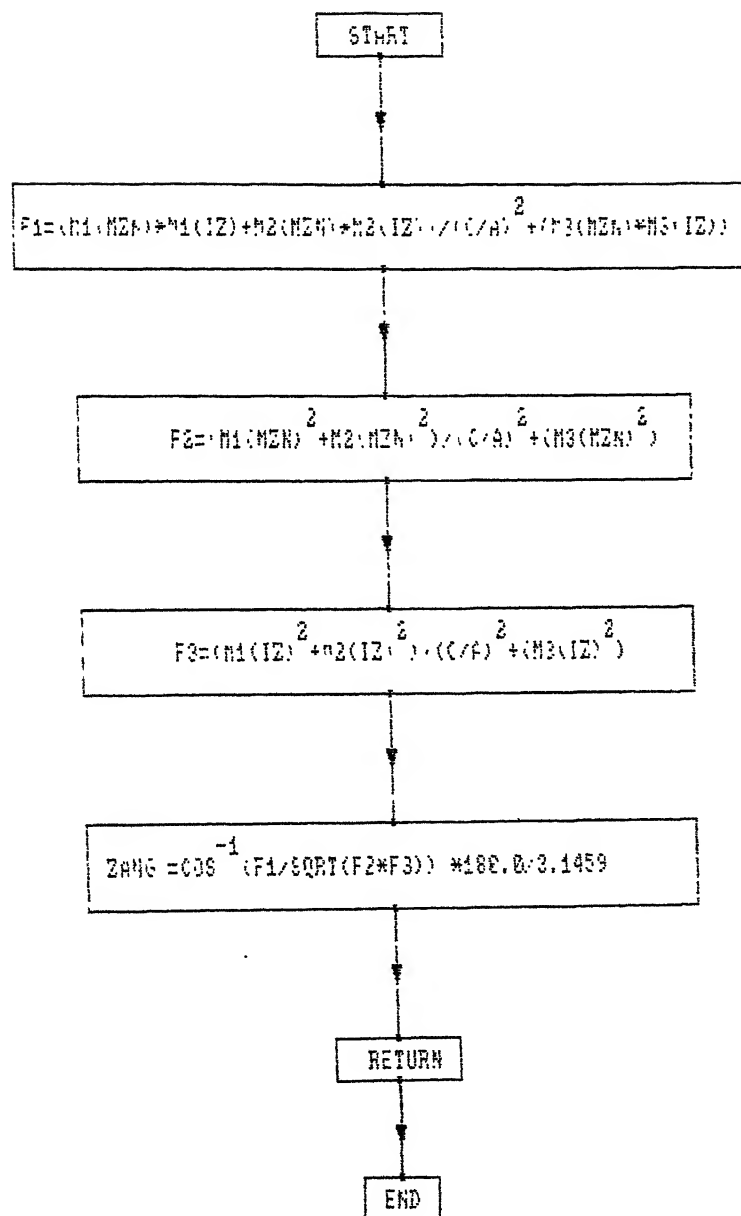 START
F1=(M1(MZN)*M1(IZ)+M2(MZN)*M2(IZ))/(C/A)^2+(M3(MZN)*M3(IZ))
F2=(M1(MZN)^2+M2(MZN)^2)/(C/A)^2+(M3(MZN)^2)
F3=(M1(IZ)^2+M2(IZ)^2)/(C/A)^2+(M3(IZ)^2)
ZANG =COS^-1(F1/SQRT(F2*F3)) *180.0/3.1459
RETURN
END